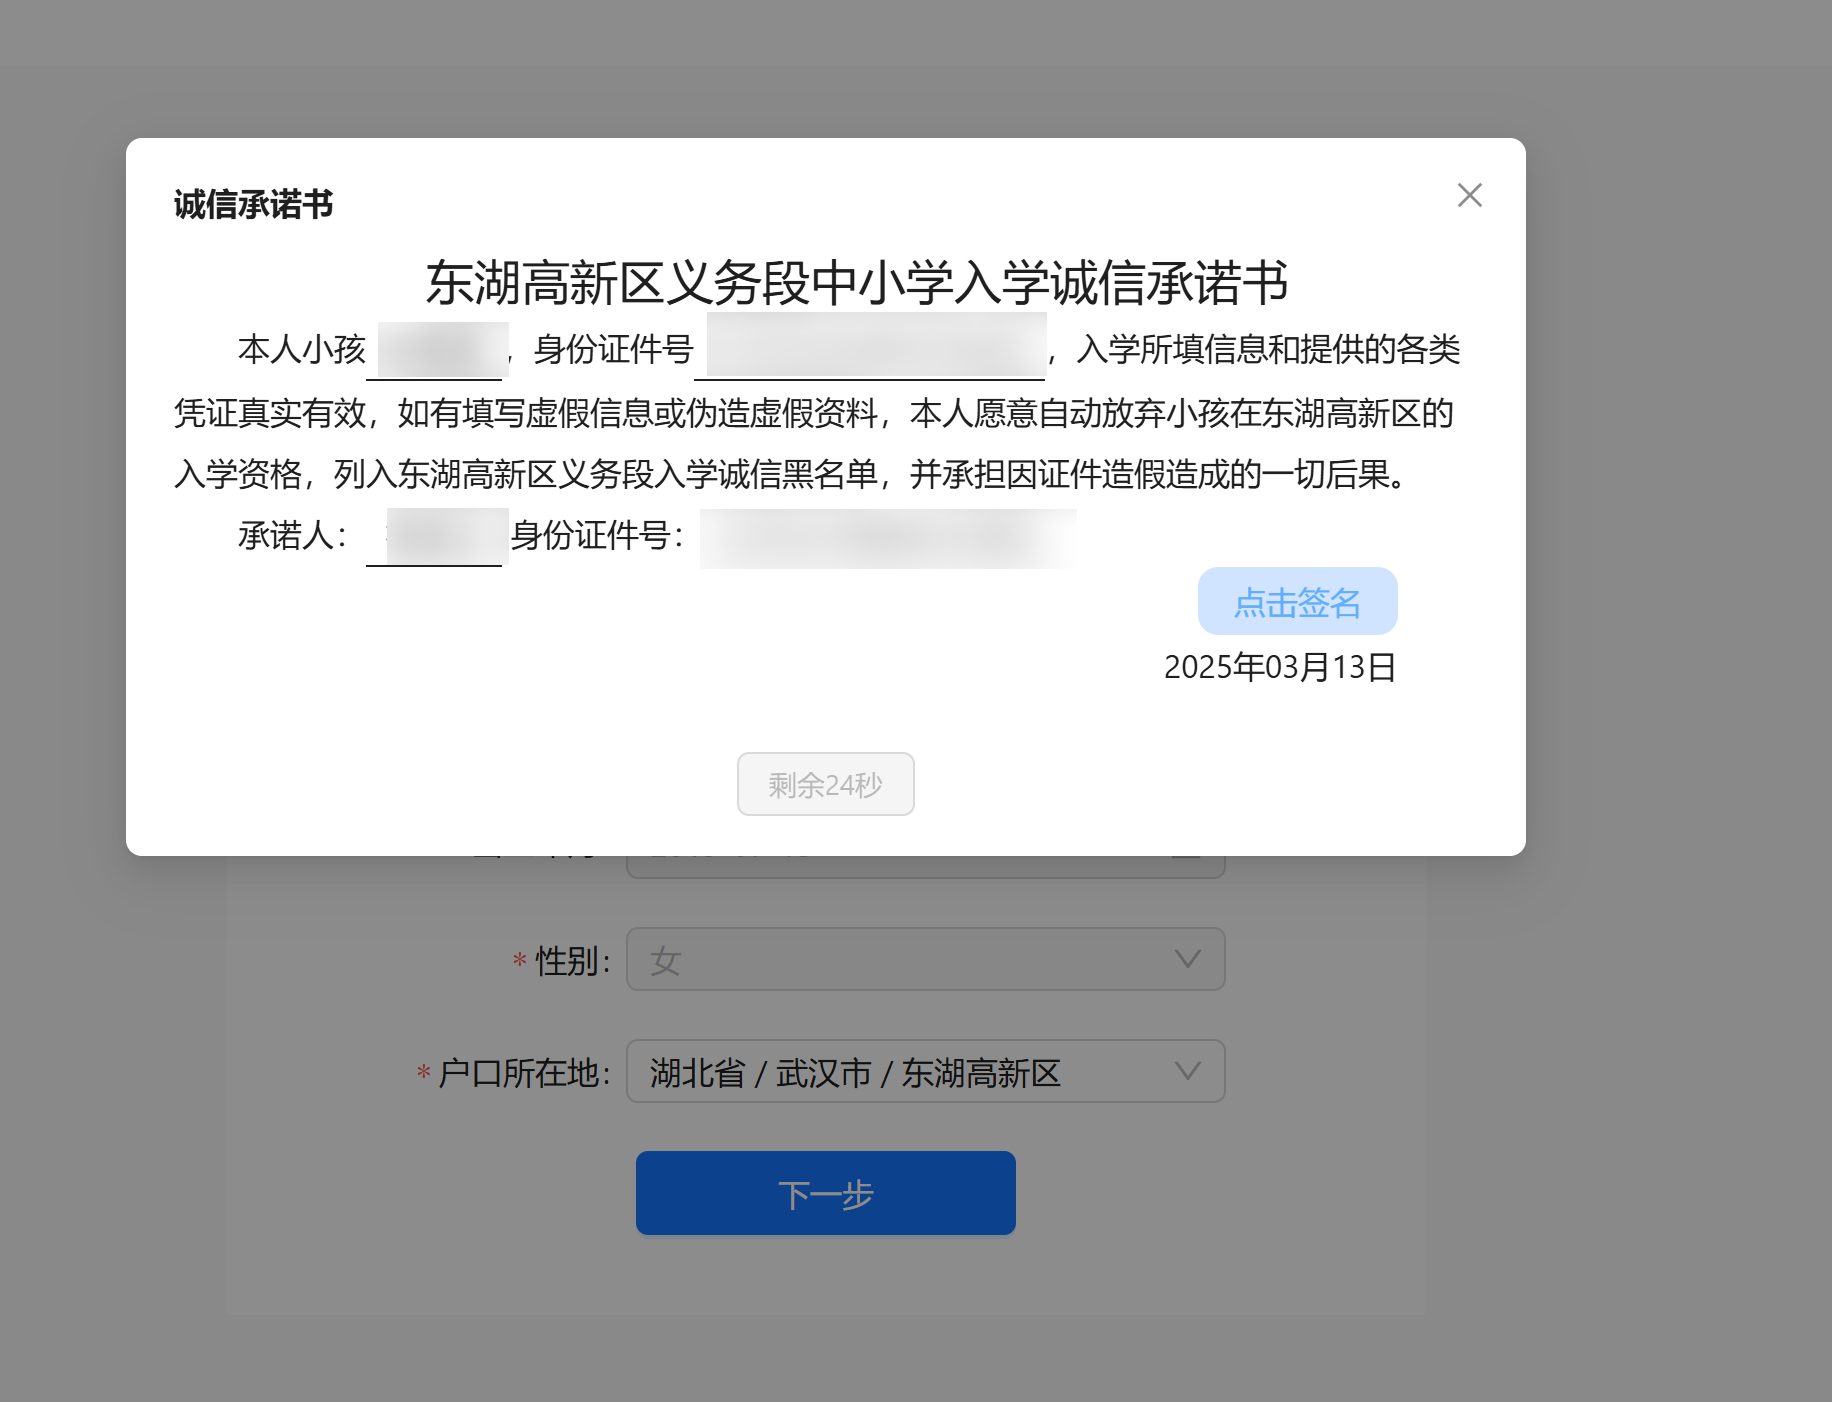 诚信承诺书
东湖高新区义务段中小学入学诚信承诺书
本人小孩 ，身份证件号 ，入学所填信息和提供的各类
凭证真实有效，如有填写虚假信息或伪造虚假资料，本人愿意自动放弃小孩在东湖高新区的
入学资格，列入东湖高新区义务段入学诚信黑名单，并承担因证件造假造成的一切后果。
承诺人： 身份证件号：
点击签名
2025年03月13日
剩余24秒
* 性别： 女
* 户口所在地： 湖北省 / 武汉市 / 东湖高新区
下一步